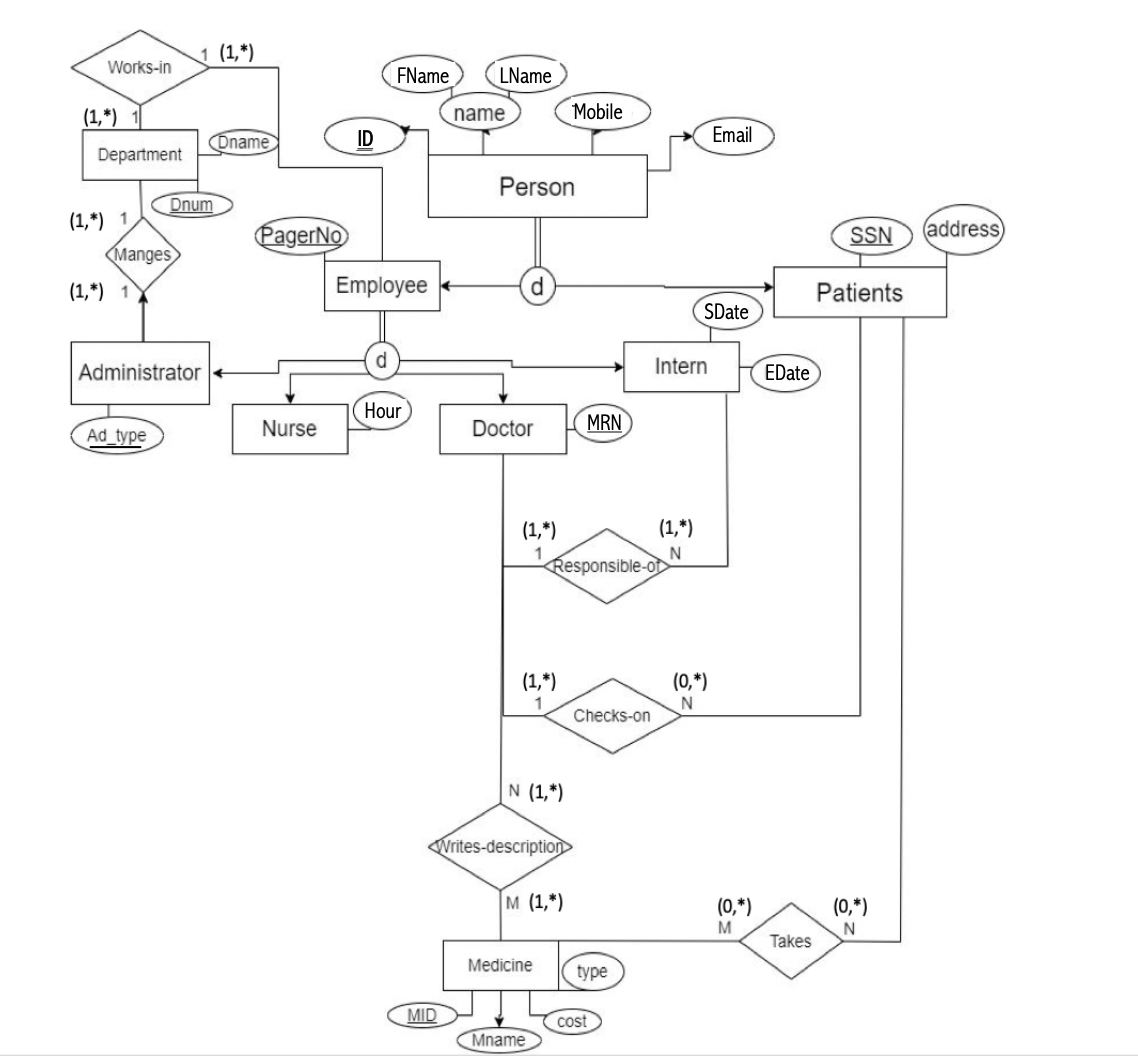 Works-in
1 (1,*)
(1,*) 1
Department
Dname
Dnum
(1,*) 1
Manges
(1,*) 1
Administrator
Ad_type
FName
LName
name
Mobile
ID
Email
Person
PagerNo
Employee
d
SSN
address
Patients
d
SDate
Intern
EDate
Nurse
Hour
Doctor
MRN
(1,*)
1
Responsible-of
(1,*)
N
(1,*)
1
Checks-on
(0,*)
N
N (1,*)
Writes-description
M (1,*)
(0,*)
M
Takes
(0,*)
N
Medicine
type
MID
Mname
cost